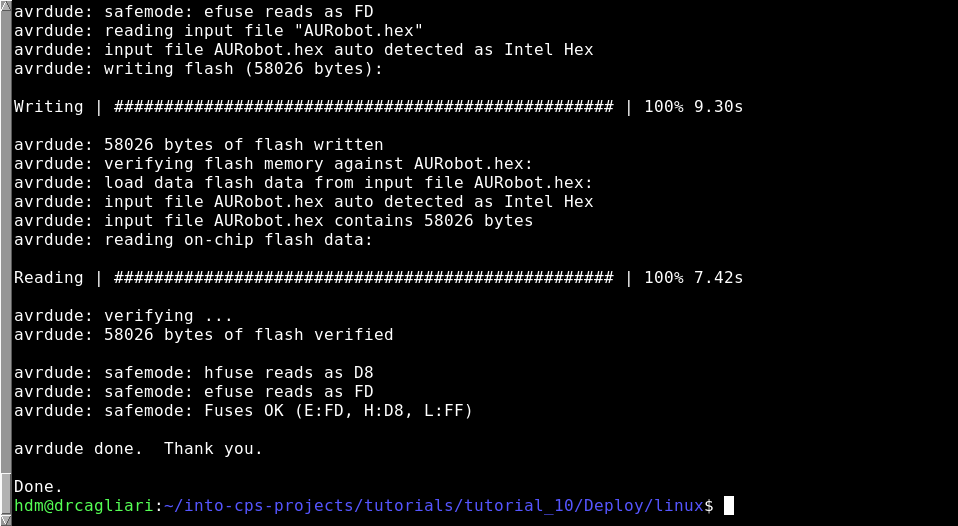 avrdude: safemode: efuse reads as FD
avrdude: reading input file "AURobot.hex"
avrdude: input file AURobot.hex auto detected as Intel Hex
avrdude: writing flash (58026 bytes):
Writing | ################################################## | 100% 9.30s
avrdude: 58026 bytes of flash written
avrdude: verifying flash memory against AURobot.hex:
avrdude: load data flash data from input file AURobot.hex:
avrdude: input file AURobot.hex auto detected as Intel Hex
avrdude: input file AURobot.hex contains 58026 bytes
avrdude: reading on-chip flash data:
Reading | ################################################## | 100% 7.42s
avrdude: verifying ...
avrdude: 58026 bytes of flash verified
avrdude: safemode: hfuse reads as D8
avrdude: safemode: efuse reads as FD
avrdude: safemode: Fuses OK (E:FD, H:D8, L:FF)
avrdude done.  Thank you.
Done.
hdm@drcagliari:~/into-cps-projects/tutorials/tutorial_10/Deploy/linux$